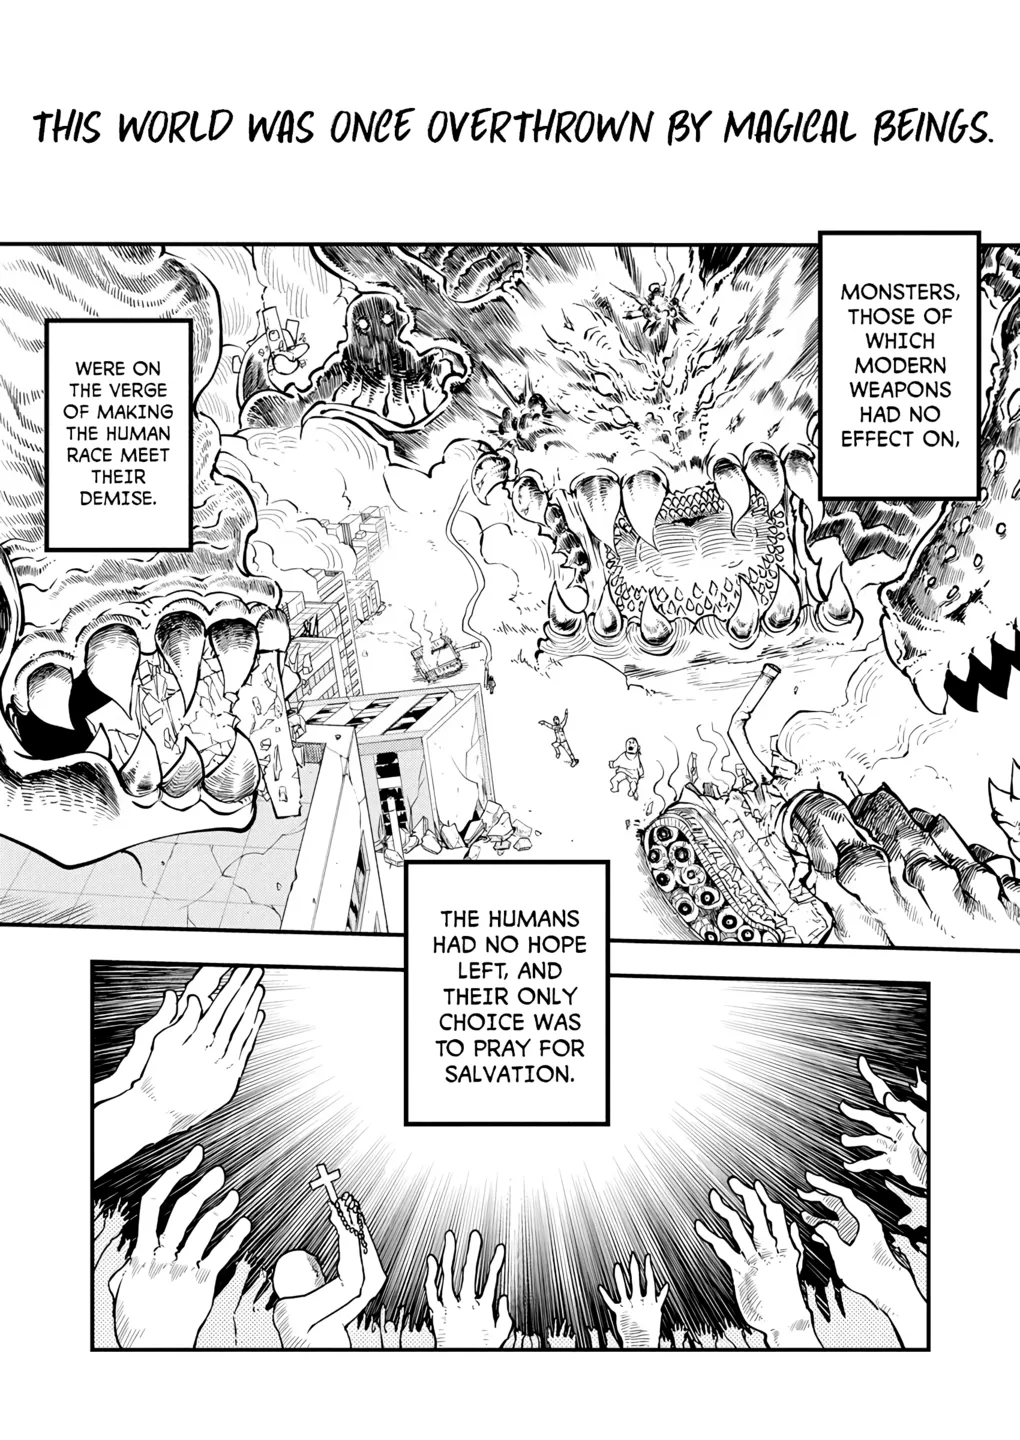 THIS WORLD WAS ONCE OVERTHROWN BY MAGICAL BEINGS.
MONSTERS,
THOSE OF
WHICH
MODERN
WEAPONS
HAD NO
EFFECT ON,
WERE ON
THE VERGE
OF MAKING
THE HUMAN
RACE MEET
THEIR
DEMISE.
THE HUMANS
HAD NO HOPE
LEFT, AND
THEIR ONLY
CHOICE WAS
TO PRAY FOR
SALVATION.